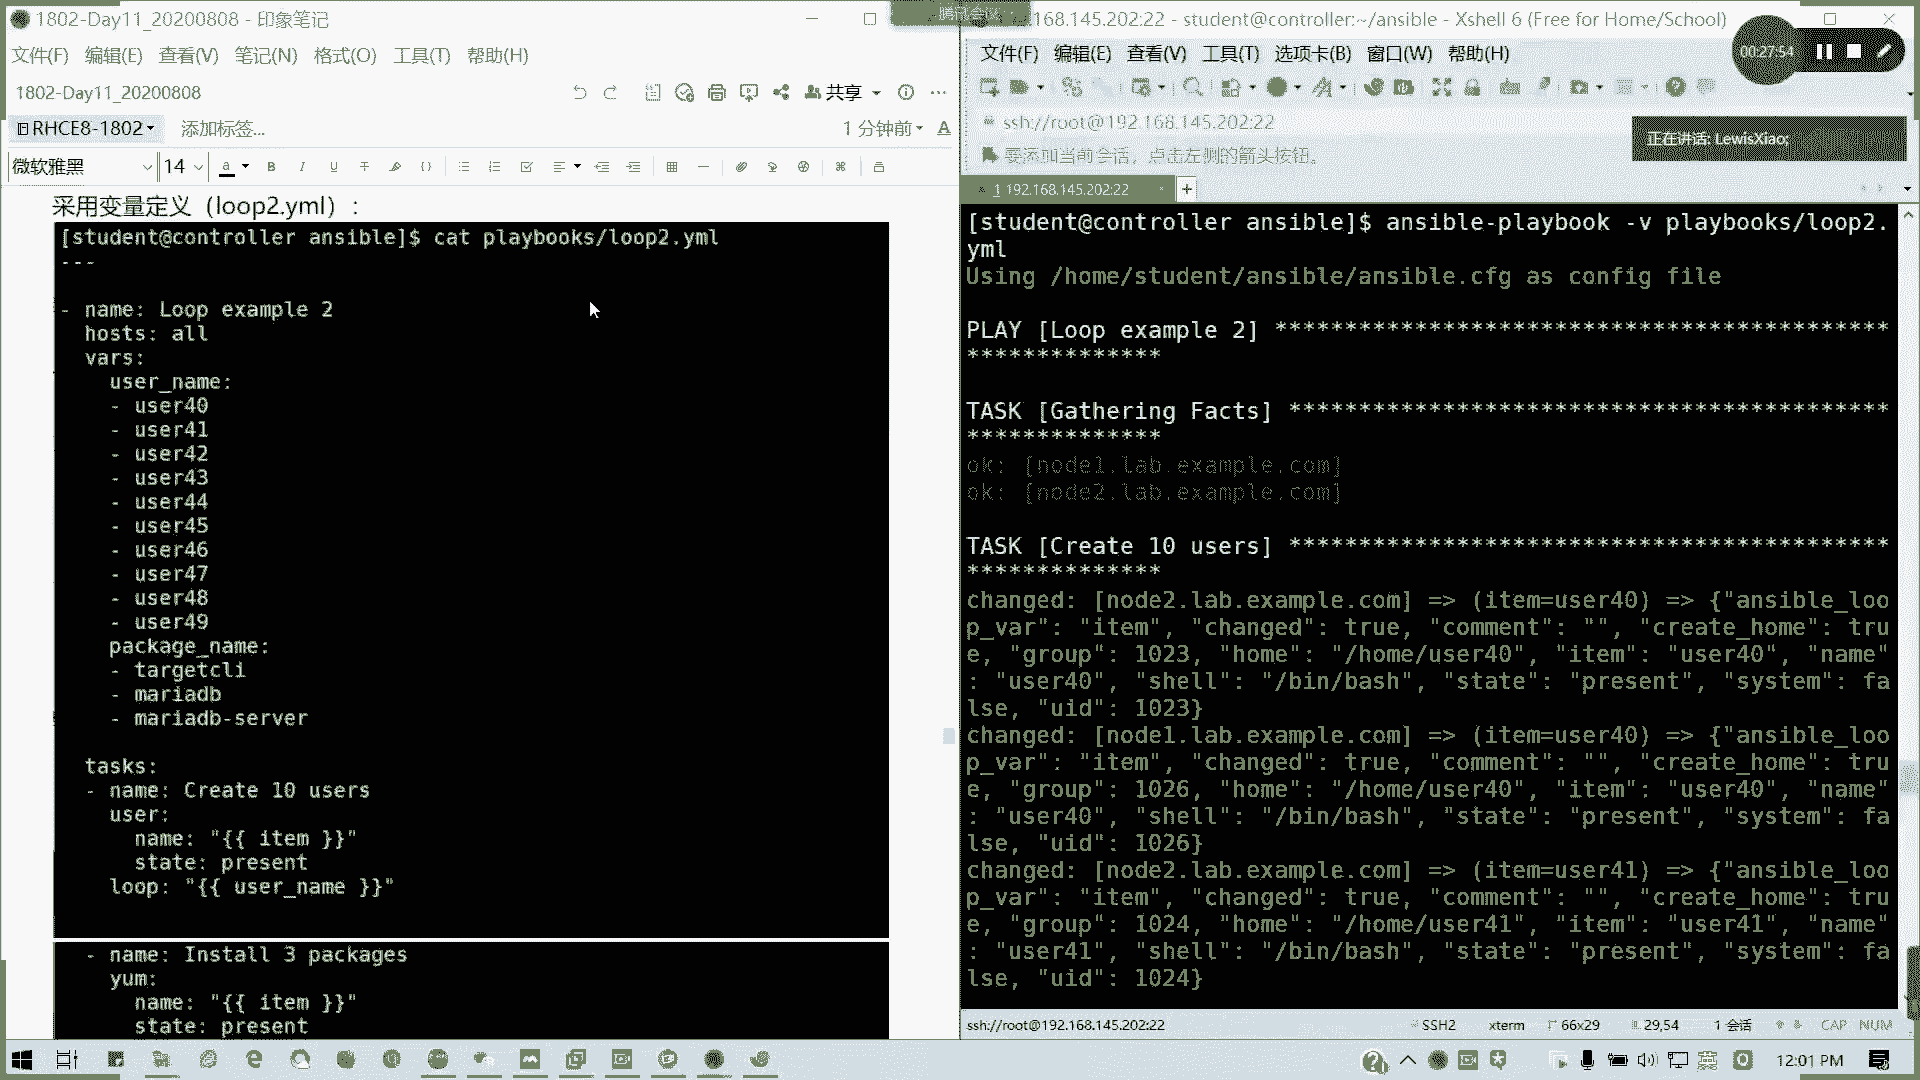 1802-Day11_20200808 - 印象笔记
文件(F) 编辑(E) 查看(V) 笔记(N) 格式(O) 工具(T) 帮助(H)
1802-Day11_20200808
共享
RHCE8-1802
添加标签...
1 分钟前
微软雅黑
14
采用变量定义（loop2.yml）：
[student@controller ansible]$ cat playbooks/loop2.yml
---
- name: Loop example 2
hosts: all
vars:
user_name:
- user40
- user41
- user42
- user43
- user44
- user45
- user46
- user47
- user48
- user49
package_name:
- targetcli
- mariadb
- mariadb-server
tasks:
- name: Create 10 users
user:
name: "{{ item }}"
state: present
loop: "{{ user_name }}"
- name: Install 3 packages
yum:
name: "{{ item }}"
state: present
腾讯会议
168.145.202:22 - student@controller:~/ansible - Xshell 6 (Free for Home/School)
文件(F) 编辑(E) 查看(V) 工具(T) 选项卡(B) 窗口(W) 帮助(H)
00:27:54
ssh://root@192.168.145.202:22
要添加当前会话，点击左侧的箭头按钮。
正在讲话: LewisXiao;
1 192.168.145.202:22
[student@controller ansible]$ ansible-playbook -v playbooks/loop2.
yml
Using /home/student/ansible/ansible.cfg as config file
PLAY [Loop example 2] *******************************************
**************
TASK [Gathering Facts] ******************************************
**************
ok: [node1.lab.example.com]
ok: [node2.lab.example.com]
TASK [Create 10 users] ******************************************
**************
changed: [node2.lab.example.com] => (item=user40) => {"ansible_loo
p_var": "item", "changed": true, "comment": "", "create_home": tru
e, "group": 1023, "home": "/home/user40", "item": "user40", "name"
: "user40", "shell": "/bin/bash", "state": "present", "system": fa
lse, "uid": 1023}
changed: [node1.lab.example.com] => (item=user40) => {"ansible_loo
p_var": "item", "changed": true, "comment": "", "create_home": tru
e, "group": 1026, "home": "/home/user40", "item": "user40", "name"
: "user40", "shell": "/bin/bash", "state": "present", "system": fa
lse, "uid": 1026}
changed: [node2.lab.example.com] => (item=user41) => {"ansible_loo
p_var": "item", "changed": true, "comment": "", "create_home": tru
e, "group": 1024, "home": "/home/user41", "item": "user41", "name"
: "user41", "shell": "/bin/bash", "state": "present", "system": fa
lse, "uid": 1024}
ssh://root@192.168.145.202:22
SSH2 xterm 66x29 29,54 1 会话 CAP NUM
英
12:01 PM